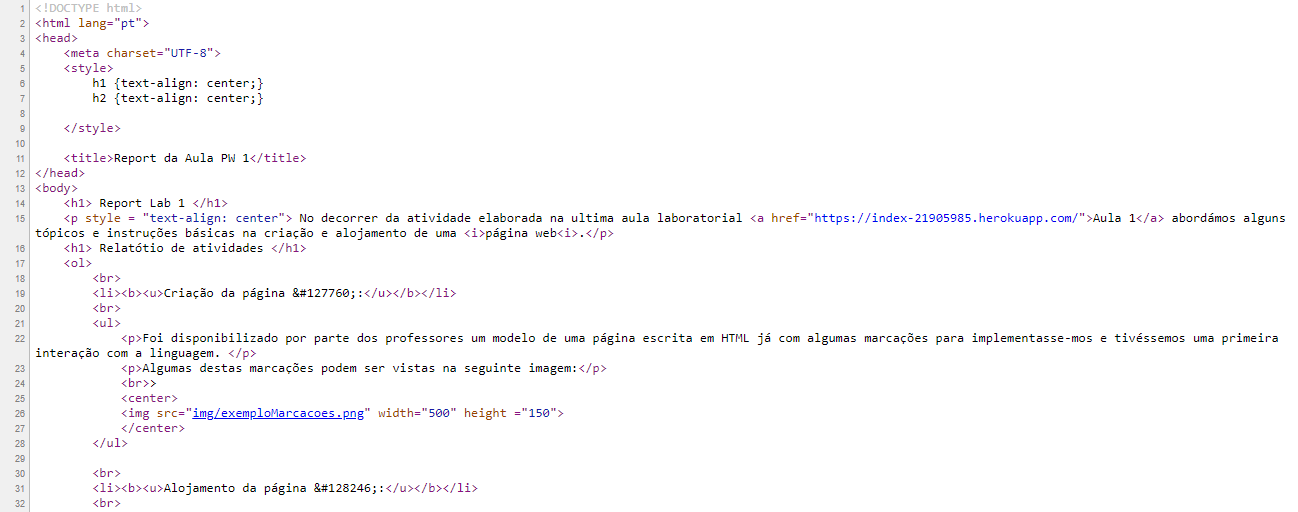 1 <!DOCTYPE html>
2 <html lang="pt">
3 <head>
4 <meta charset="UTF-8">
5 <style>
6 h1 {text-align: center;}
7 h2 {text-align: center;}
8
9 </style>
10
11 <title>Report da Aula PW 1</title>
12 </head>
13 <body>
14 <h1> Report Lab 1 </h1>
15 <p style = "text-align: center"> No decorrer da atividade elaborada na ultima aula laboratorial <a href="https://index-21905985.herokuapp.com/">Aula 1</a> abordámos alguns
tópicos e instruções básicas na criação e alojamento de uma <i>página web<i>.</p>
16 <h1> Relatótio de atividades </h1>
17 <ol>
18 <br>
19 <li><b><u>Criação da página &#127760;:</u></b></li>
20 <br>
21 <ul>
22 <p>Foi disponibilizado por parte dos professores um modelo de uma página escrita em HTML já com algumas marcações para implementasse-mos e tivéssemos uma primeira
interação com a linguagem. </p>
23 <p>Algumas destas marcações podem ser vistas na seguinte imagem:</p>
24 <br>>
25 <center>
26 <img src="img/exemploMarcacoes.png" width="500" height ="150">
27 </center>
28 </ul>
29
30 <br>
31 <li><b><u>Alojamento da página &#128246;:</u></b></li>
32 <br>